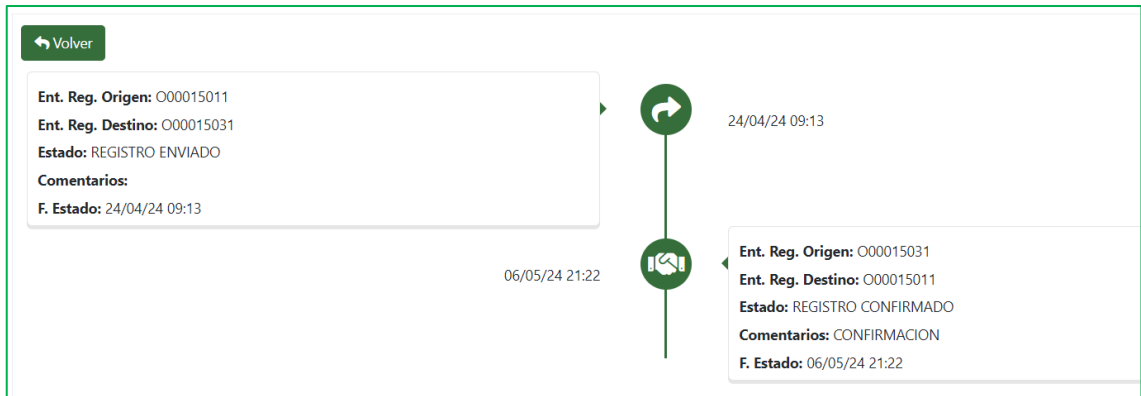 Volver
Ent. Reg. Origen: O00015011
Ent. Reg. Destino: O00015031
Estado: REGISTRO ENVIADO
Comentarios:
F. Estado: 24/04/24 09:13
24/04/24 09:13
06/05/24 21:22
Ent. Reg. Origen: O00015031
Ent. Reg. Destino: O00015011
Estado: REGISTRO CONFIRMADO
Comentarios: CONFIRMACION
F. Estado: 06/05/24 21:22